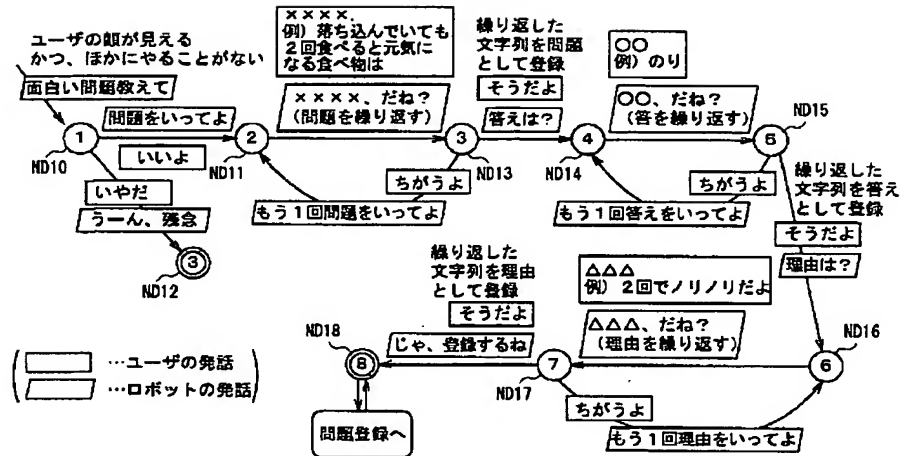 ユーザの顔が見える
かつ、ほかにやることがない
面白い問題教えて
①
ND10
問題をいってよ
いいよ
いやだ
うーん、残念
③
ND12
××××、
例）落ち込んでいても
２回食べると元気に
なる食べ物は
××××、だね？
（問題を繰り返す）
②
ND11
ちがうよ
もう１回問題をいってよ
③
ND13
繰り返した
文字列を問題
として登録
そうだよ
答えは？
④
ND14
○○
例）のり
○○、だね？
（答を繰り返す）
ちがうよ
もう１回答えをいってよ
⑤
ND15
繰り返した
文字列を答え
として登録
そうだよ
理由は？
⑥
ND16
△△△
例）２回でノリノリだよ
△△△、だね？
（理由を繰り返す）
⑦
ND17
ちがうよ
もう１回理由をいってよ
繰り返した
文字列を理由
として登録
そうだよ
じゃ、登録するね
ND18
⑧
問題登録へ
…ユーザの発話
…ロボットの発話